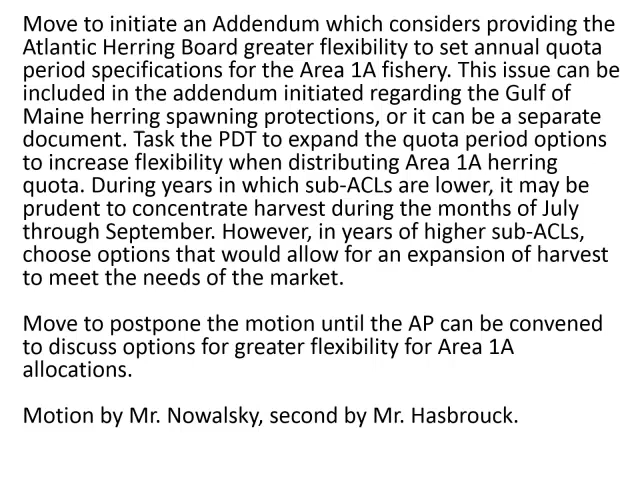 Move to initiate an Addendum which considers providing the
Atlantic Herring Board greater flexibility to set annual quota
period specifications for the Area 1A fishery. This issue can be
included in the addendum initiated regarding the Gulf of
Maine herring spawning protections, or it can be a separate
document. Task the PDT to expand the quota period options
to increase flexibility when distributing Area 1A herring
quota. During years in which sub-ACLs are lower, it may be
prudent to concentrate harvest during the months of July
through September. However, in years of higher sub-ACLs,
choose options that would allow for an expansion of harvest
to meet the needs of the market.
Move to postpone the motion until the AP can be convened
to discuss options for greater flexibility for Area 1A
allocations.
Motion by Mr. Nowalsky, second by Mr. Hasbrouck.